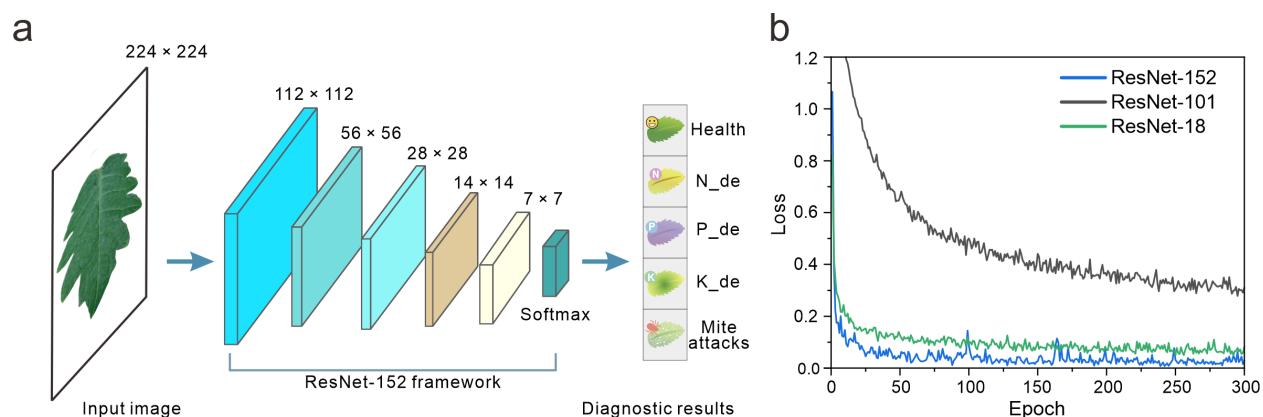 a
224 × 224
112 × 112
56 × 56
28 × 28
14 × 14
7 × 7
Softmax
ResNet-152 framework
Input image
Health
N
N_de
P
P_de
K
K_de
Mite
attacks
Diagnostic results
b
Loss
1.2
1.0
0.8
0.6
0.4
0.2
0.0
0
50
100
150
200
250
300
Epoch
ResNet-152
ResNet-101
ResNet-18